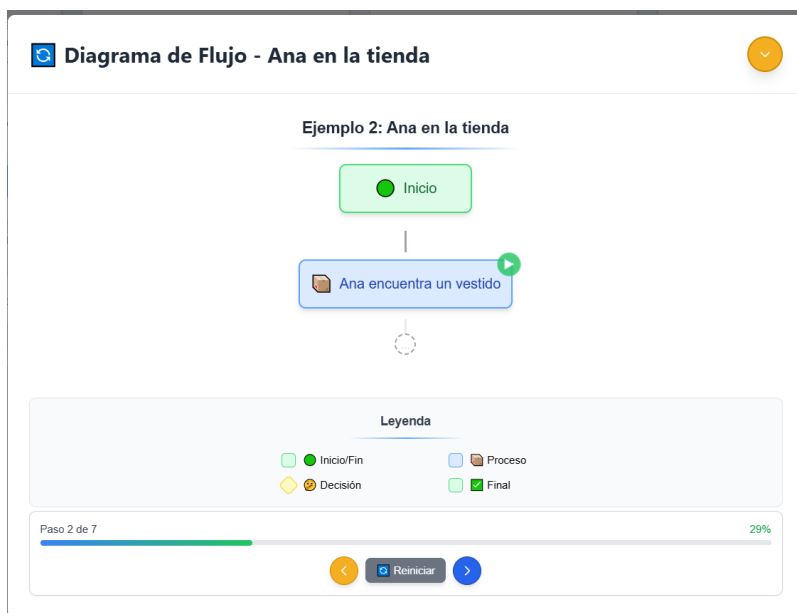 Diagrama de Flujo - Ana en la tienda
Ejemplo 2: Ana en la tienda
Inicio
Ana encuentra un vestido
Leyenda
Inicio/Fin
Proceso
Decisión
Final
Paso 2 de 7
29%
Reiniciar